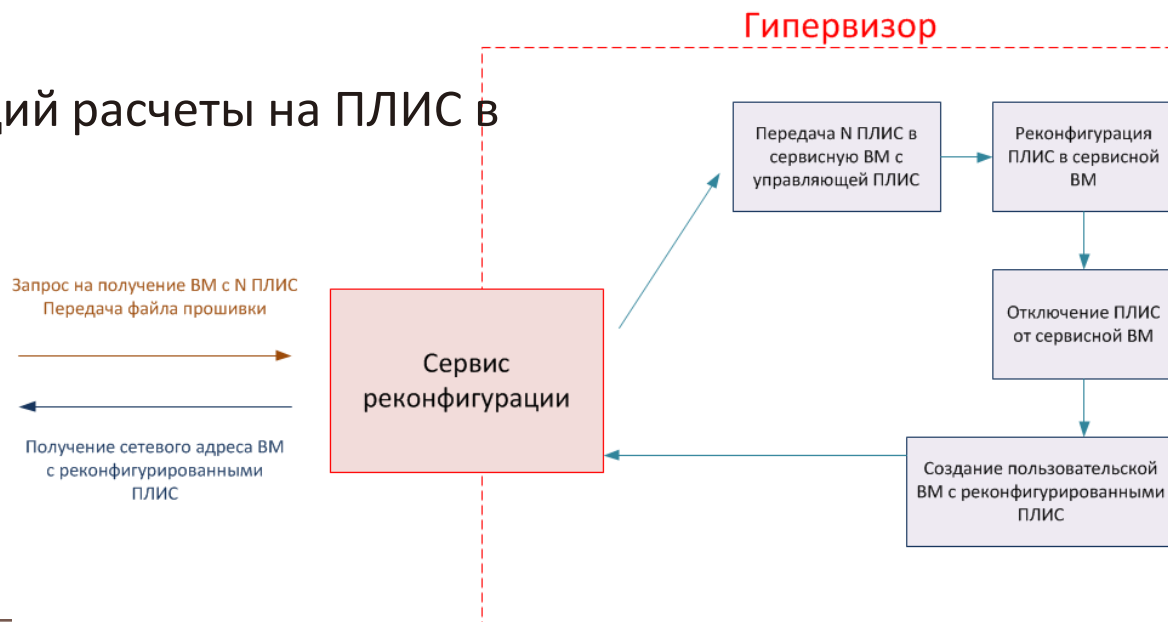 Гипервизор
расчеты на ПЛИС в
Передача N ПЛИС в
сервисную ВМ с
управляющей ПЛИС
Реконфигурация
ПЛИС в сервисной
ВМ
Запрос на получение ВМ с N ПЛИС
Передача файла прошивки
Отключение ПЛИС
от сервисной ВМ
Сервис
реконфигурации
Получение сетевого адреса ВМ
с реконфигурированными
ПЛИС
Создание пользовательской
ВМ с реконфигурированными
ПЛИС